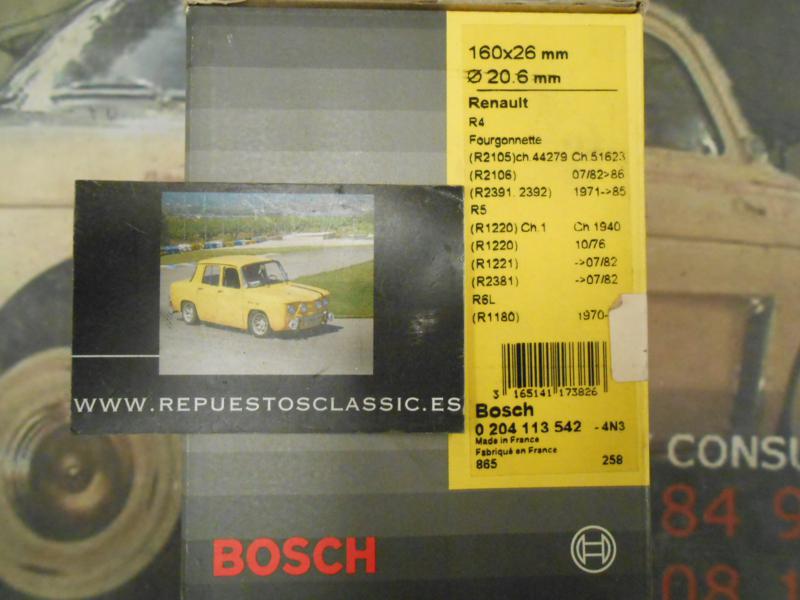 160x26 mm
Ø 20.6 mm
Renault
R4
Fourgonnette
(R2105)ch.44279 Ch.51623
(R2106) 07/82>86
(R2391. 2392) 1971->85
R5
(R1220) Ch.1 Ch 1940
(R1220) 10/76
(R1221) ->07/82
(R2381) ->07/82
R6L
(R1180) 1970-
3 165141 173826
Bosch
0 204 113 542 - 4N3
Made in France
Fabriqué en France
865 258
WWW.REPUESTOSCLASSIC.ES
BOSCH
CONSU
84 9
08 1